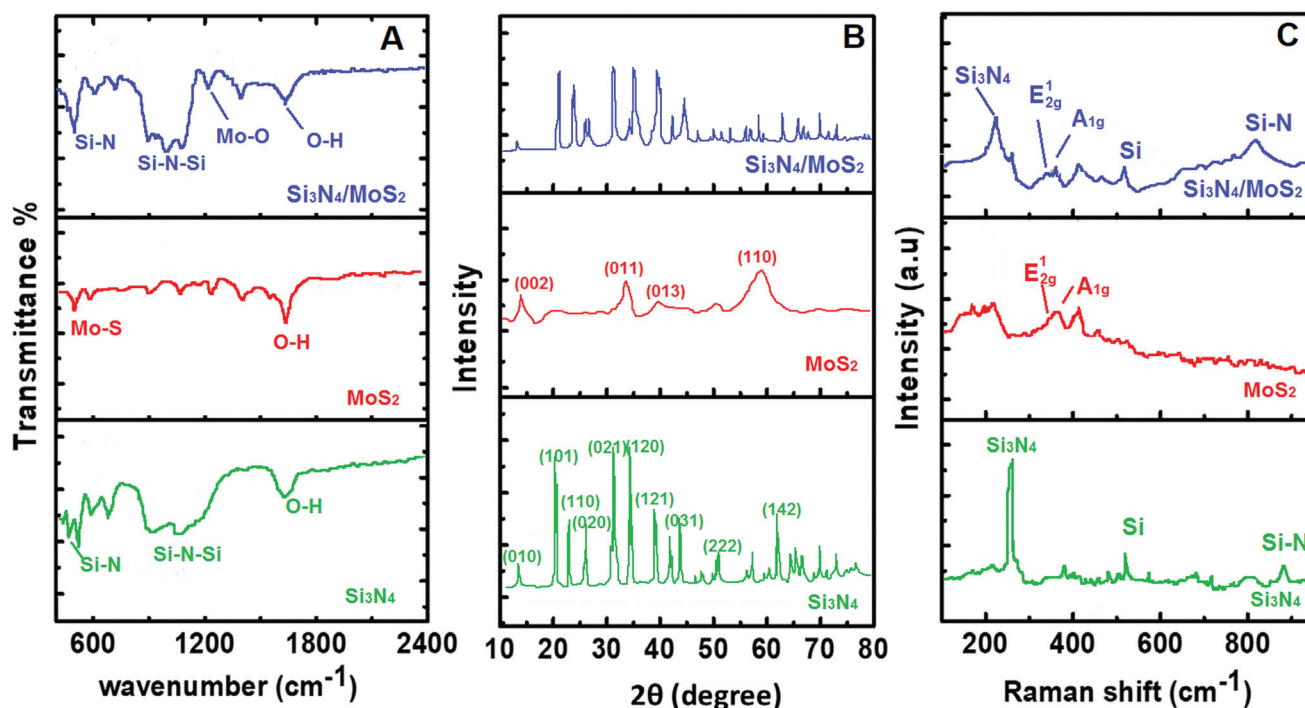 A
Si-N
Si-N-Si
Mo-O
O-H
Si₃N₄/MoS₂
Mo-S
O-H
MoS₂
Si-N
Si-N-Si
O-H
Si₃N₄
Transmittance %
600 1200 1800 2400
wavenumber (cm⁻¹)
B
Si₃N₄/MoS₂
(002)
(011)
(013)
(110)
MoS₂
(010)
(101)
(110)
(020)
(021)
(120)
(121)
(031)
(222)
(142)
Si₃N₄
Intensity
10 20 30 40 50 60 70 80
2θ (degree)
C
Si₃N₄
E¹₂g
A₁g
Si
Si-N
Si₃N₄/MoS₂
E¹₂g
A₁g
MoS₂
Si₃N₄
Si
Si-N
Si₃N₄
Intensity (a.u)
200 400 600 800
Raman shift (cm⁻¹)